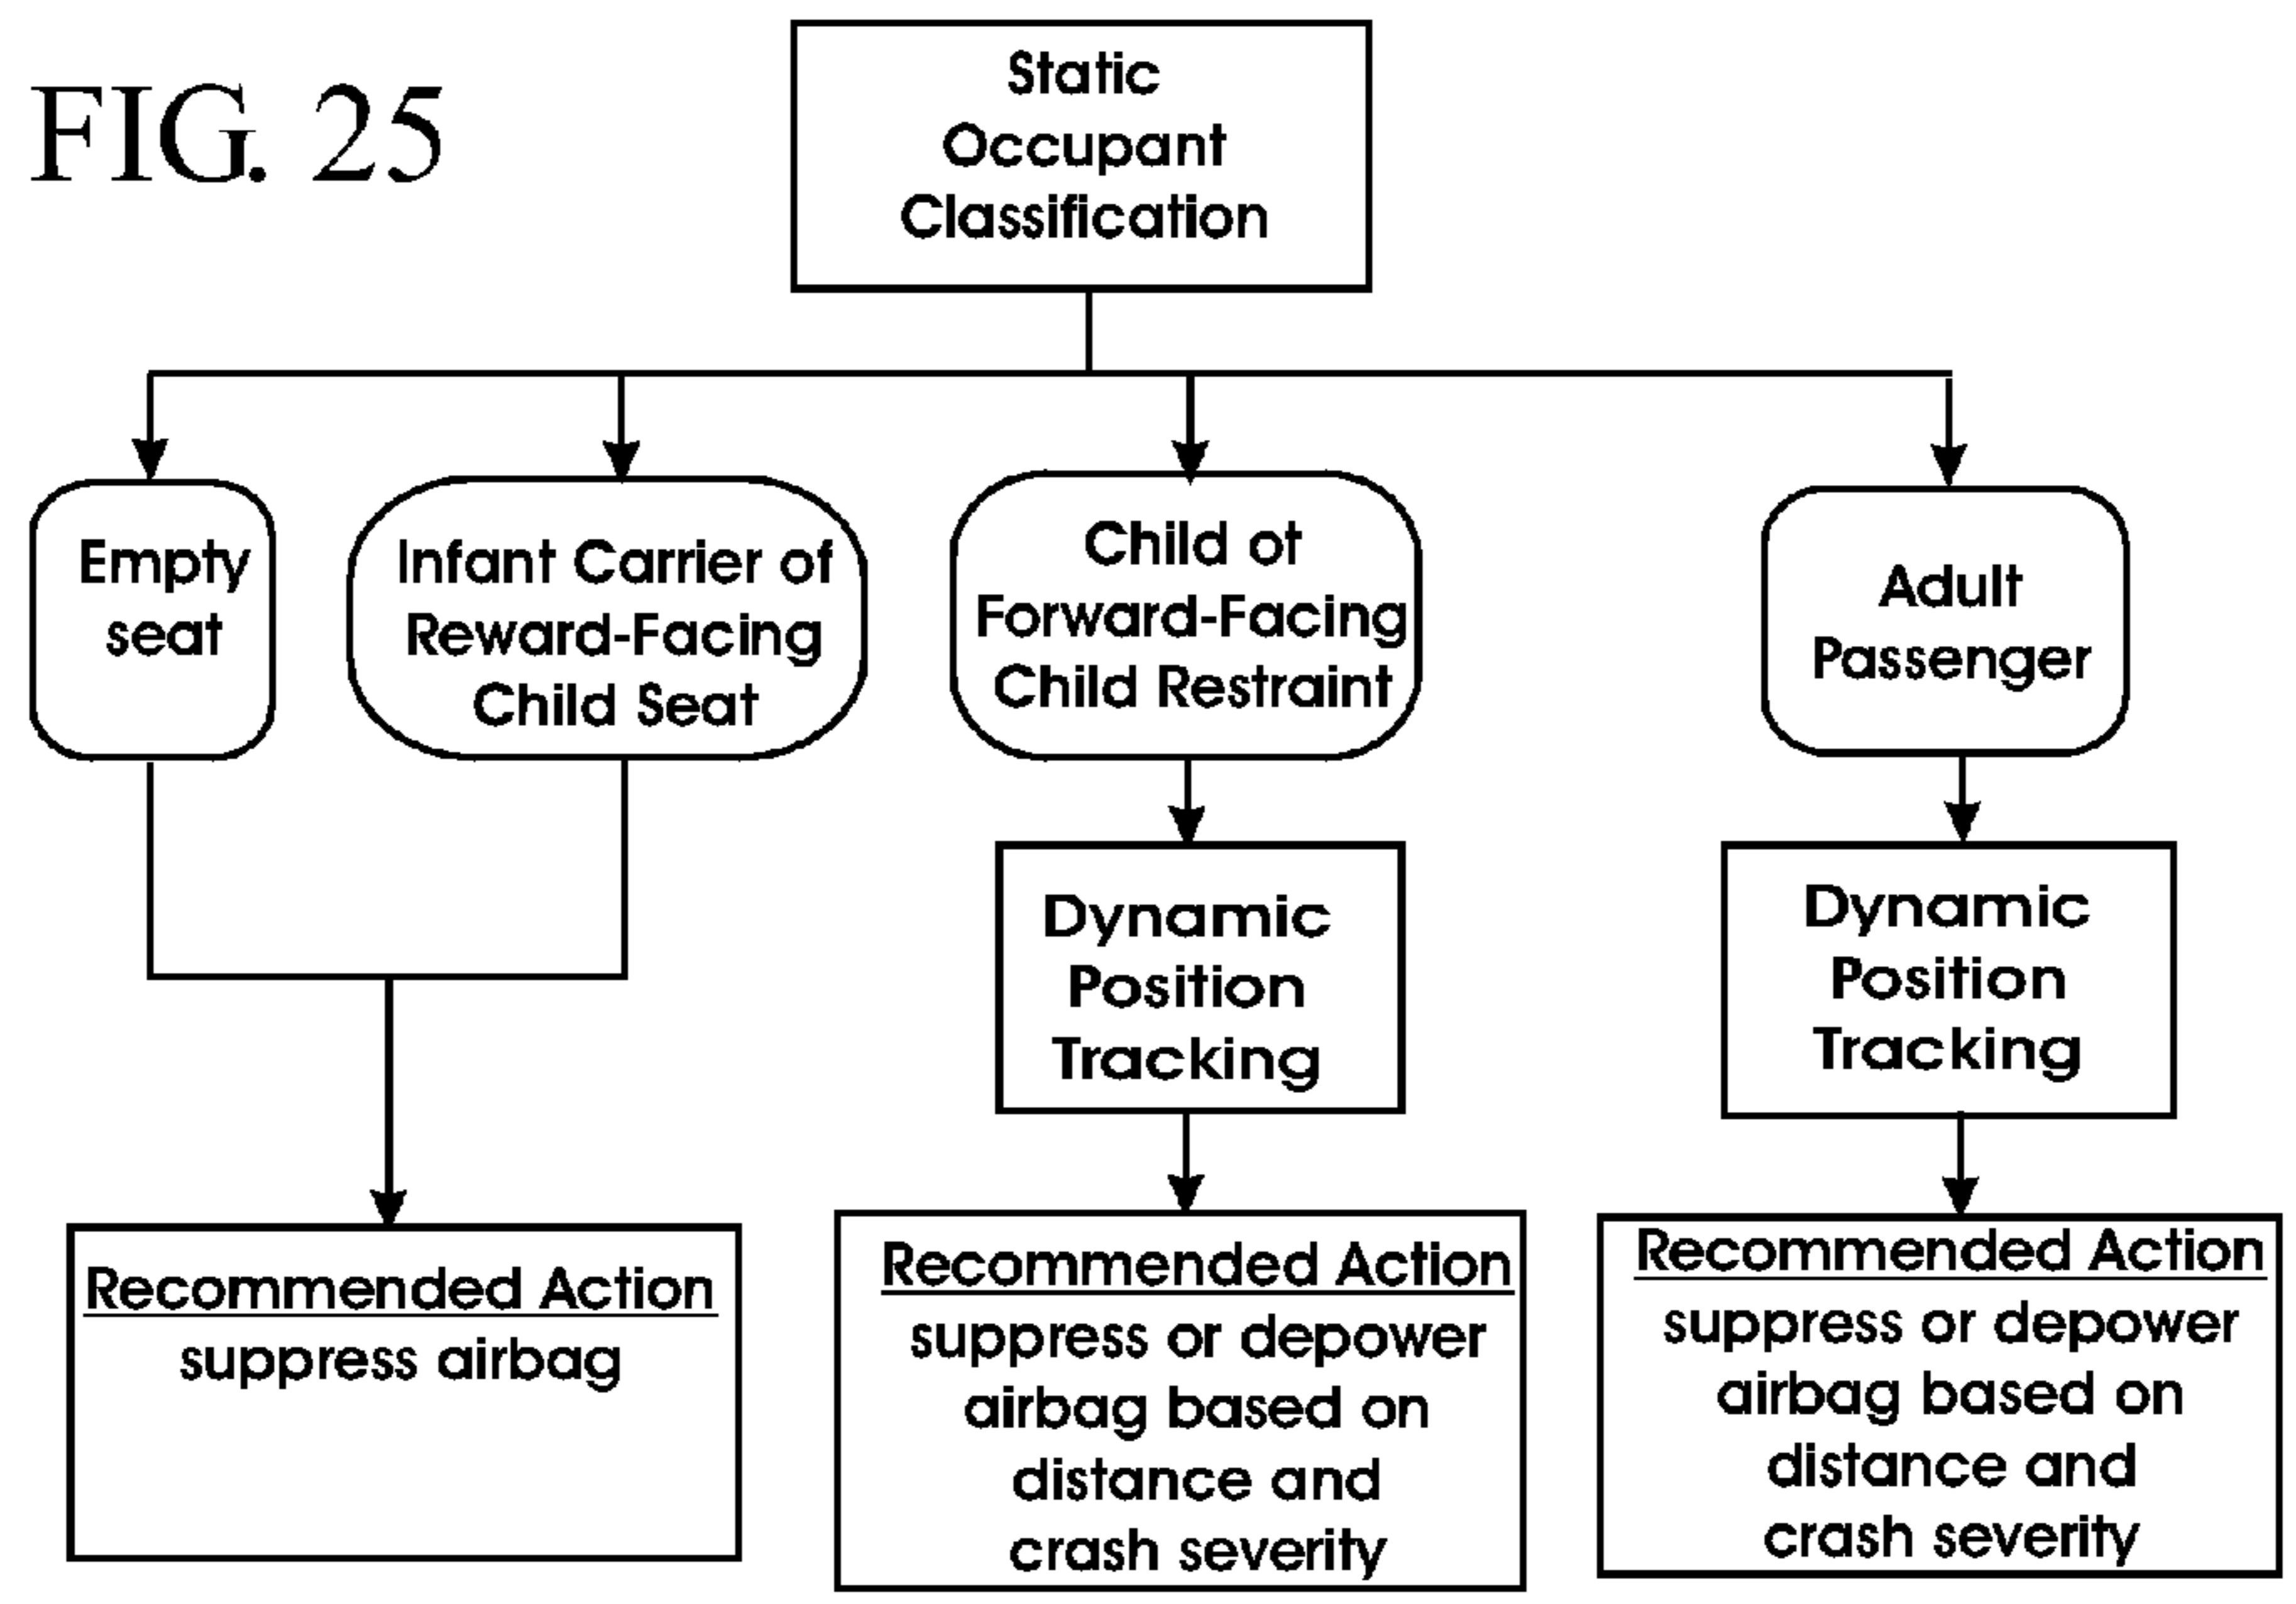 FIG. 25
Static
Occupant
Classification
Empty
seat
Infant Carrier of
Reward-Facing
Child Seat
Child ot
Forward-Facing
Child Restraint
Adult
Passenger
Dynamic
Position
Tracking
Dynamic
Position
Tracking
Recommended Action
suppress airbag
Recommended Action
suppress or depower
airbag based on
distance and
crash severity
Recommended Action
suppress or depower
airbag based on
distance and
crash severity